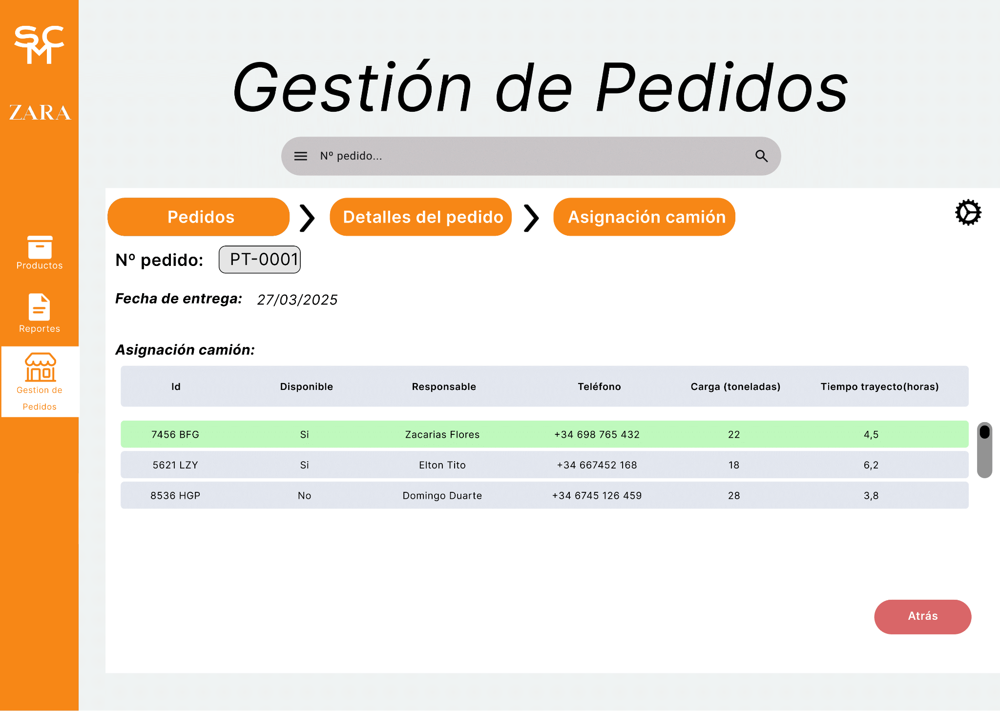 SCM
ZARA
Productos
Reportes
Gestion de
Pedidos
Gestión de Pedidos
Nº pedido...
Pedidos
Detalles del pedido
Asignación camión
Nº pedido: PT-0001
Fecha de entrega: 27/03/2025
Asignación camión:
Id Disponible Responsable Teléfono Carga (toneladas) Tiempo trayecto(horas)
7456 BFG Si Zacarias Flores +34 698 765 432 22 4,5
5621 LZY Si Elton Tito +34 667452 168 18 6,2
8536 HGP No Domingo Duarte +34 6745 126 459 28 3,8
Atrás